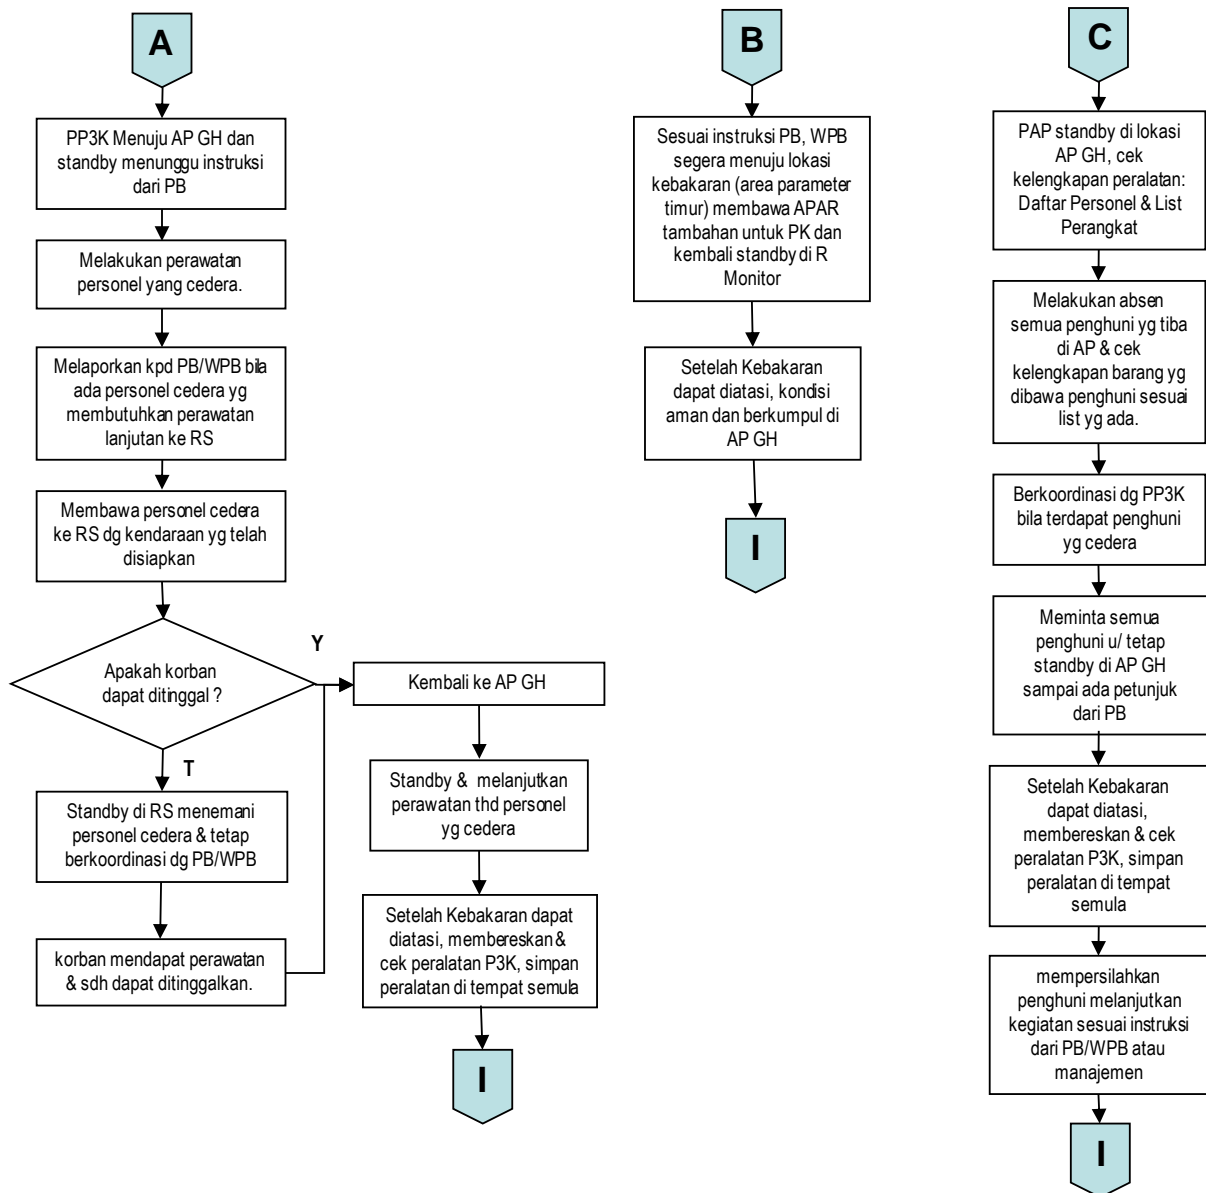 A
PP3K Menuju AP GH dan
standby menunggu instruksi
dari PB
Melakukan perawatan
personel yang cedera.
Melaporkan kpd PB/WPB bila
ada personel cedera yg
membutuhkan perawatan
lanjutan ke RS
Membawa personel cedera
ke RS dg kendaraan yg telah
disiapkan
Apakah korban
dapat ditinggal ?
Y
T
Standby di RS menemani
personel cedera & tetap
berkoordinasi dg PB/WPB
korban mendapat perawatan
& sdh dapat ditinggalkan.
Kembali ke AP GH
Standby & melanjutkan
perawatan thd personel
yg cedera
Setelah Kebakaran dapat
diatasi, membereskan &
cek peralatan P3K, simpan
peralatan di tempat semula
I
B
Sesuai instruksi PB, WPB
segera menuju lokasi
kebakaran (area parameter
timur) membawa APAR
tambahan untuk PK dan
kembali standby di R
Monitor
Setelah Kebakaran
dapat diatasi, kondisi
aman dan berkumpul di
AP GH
I
C
PAP standby di lokasi
AP GH, cek
kelengkapan peralatan:
Daftar Personel & List
Perangkat
Melakukan absen
semua penghuni yg tiba
di AP & cek
kelengkapan barang yg
dibawa penghuni sesuai
list yg ada.
Berkoordinasi dg PP3K
bila terdapat penghuni
yg cedera
Meminta semua
penghuni u/ tetap
standby di AP GH
sampai ada petunjuk
dari PB
Setelah Kebakaran
dapat diatasi,
membereskan & cek
peralatan P3K, simpan
peralatan di tempat
semula
mempersilahkan
penghuni melanjutkan
kegiatan sesuai instruksi
dari PB/WPB atau
manajemen
I